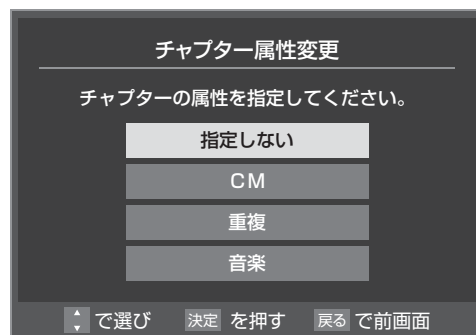 チャプター属性変更
チャプターの属性を指定してください。
指定しない
ＣＭ
重複
音楽
で選び 決定 を押す 戻る で前画面